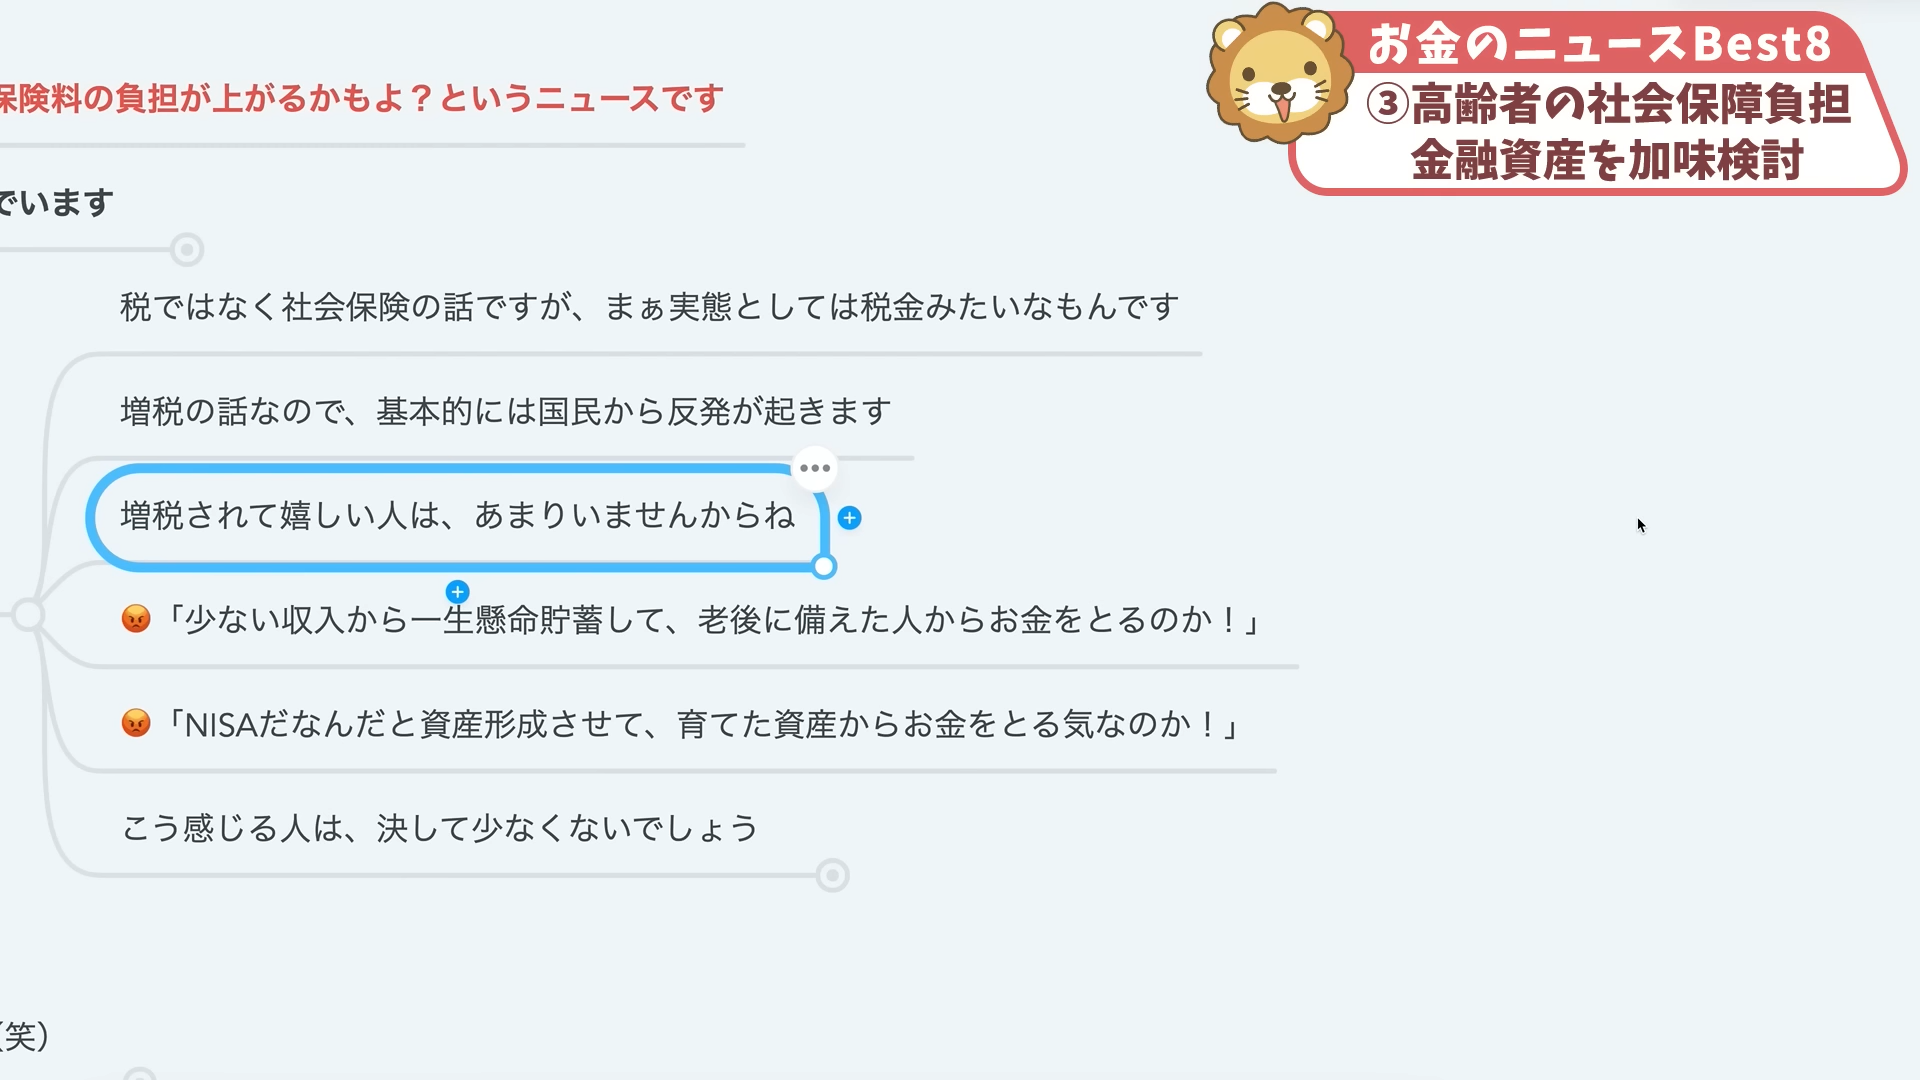 お金のニュースBest8
③高齢者の社会保障負担
金融資産を加味検討
保険料の負担が上がるかもよ？というニュースです
でいます
税ではなく社会保険の話ですが、まぁ実態としては税金みたいなもんです
増税の話なので、基本的には国民から反発が起きます
増税されて嬉しい人は、あまりいませんからね
😡「少ない収入から一生懸命貯蓄して、老後に備えた人からお金をとるのか！」
😡「NISAだなんだと資産形成させて、育てた資産からお金をとる気なのか！」
こう感じる人は、決して少なくないでしょう
（笑）